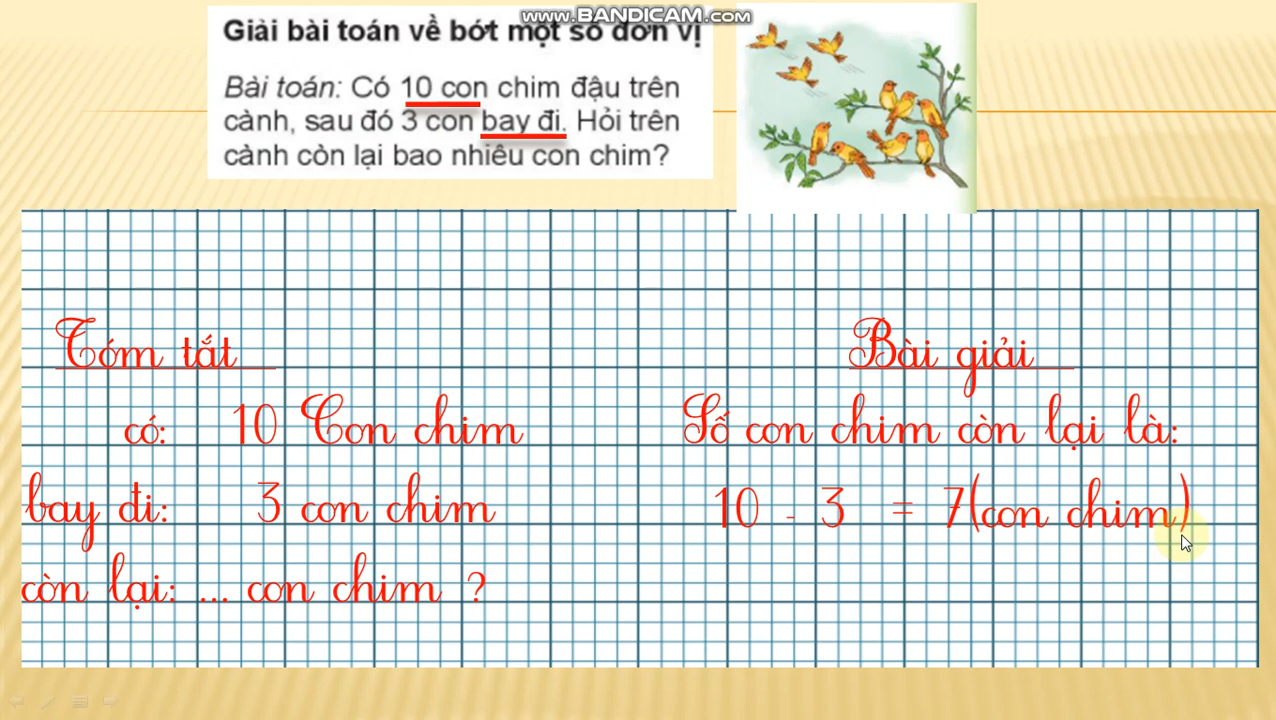 www.BANDICAM.com
Giải bài toán về bớt một số đơn vị
Bài toán: Có 10 con chim đậu trên
cành, sau đó 3 con bay đi. Hỏi trên
cành còn lại bao nhiêu con chim?
Tóm tắt
có: 10 Con chim
bay đi: 3 con chim
còn lại: ... con chim ?
Bài giải
Số con chim còn lại là:
10 - 3 = 7(con chim)